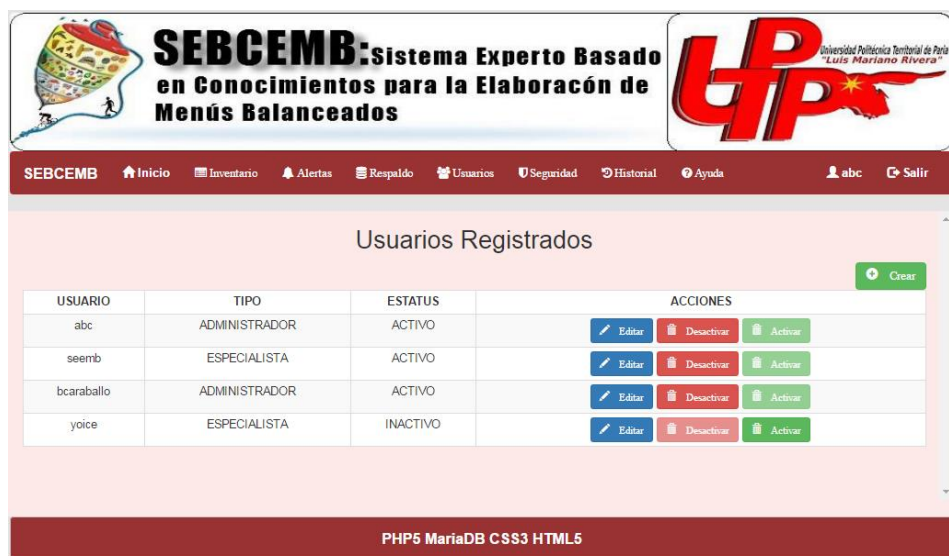 SEBCEMB:Sistema Experto Basado
en Conocimientos para la Elaboracón de
Menús Balanceados
UPTP
Universidad Politécnica Territorial de Paria
"Luis Mariano Rivera"
SEBCEMB Inicio Inventario Alertas Respaldo Usuarios Seguridad Historial Ayuda abc Salir
Usuarios Registrados
Crear
USUARIO TIPO ESTATUS ACCIONES
abc ADMINISTRADOR ACTIVO Editar Desactivar Activar
seemb ESPECIALISTA ACTIVO Editar Desactivar Activar
bcaraballo ADMINISTRADOR ACTIVO Editar Desactivar Activar
yoice ESPECIALISTA INACTIVO Editar Desactivar Activar
PHP5 MariaDB CSS3 HTML5